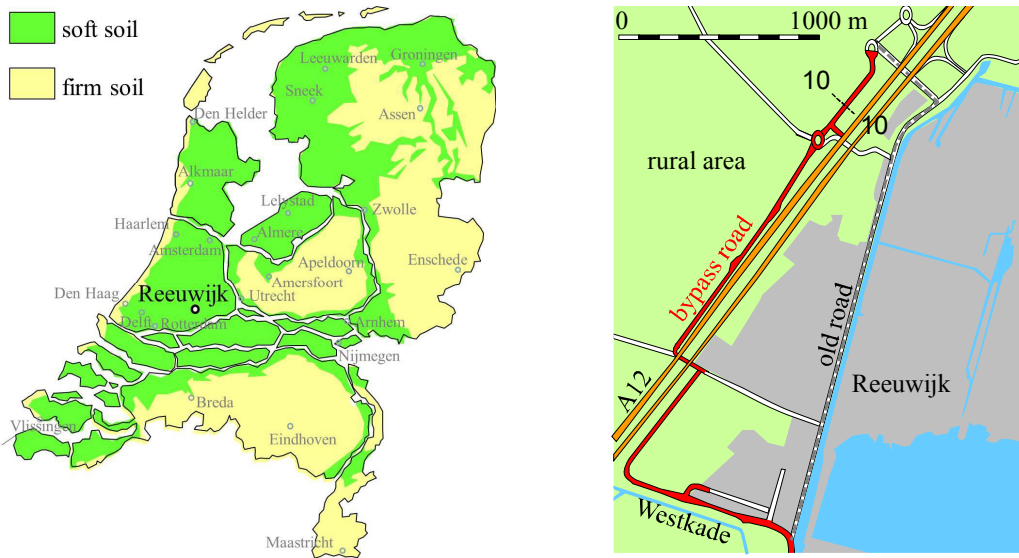 soft soil
firm soil
Groningen
Leeuwarden
Sneek
Assen
Den Helder
Alkmaar
Lelystad
Zwolle
Haarlem
Almere
Amsterdam
Apeldoorn
Enschede
Amersfoort
Den Haag
Reeuwijk
Utrecht
Delft
Rotterdam
Arnhem
Nijmegen
Breda
Vlissingen
Eindhoven
Maastricht
0
1000 m
10
10
rural area
bypass road
old road
A12
Reeuwijk
Westkade